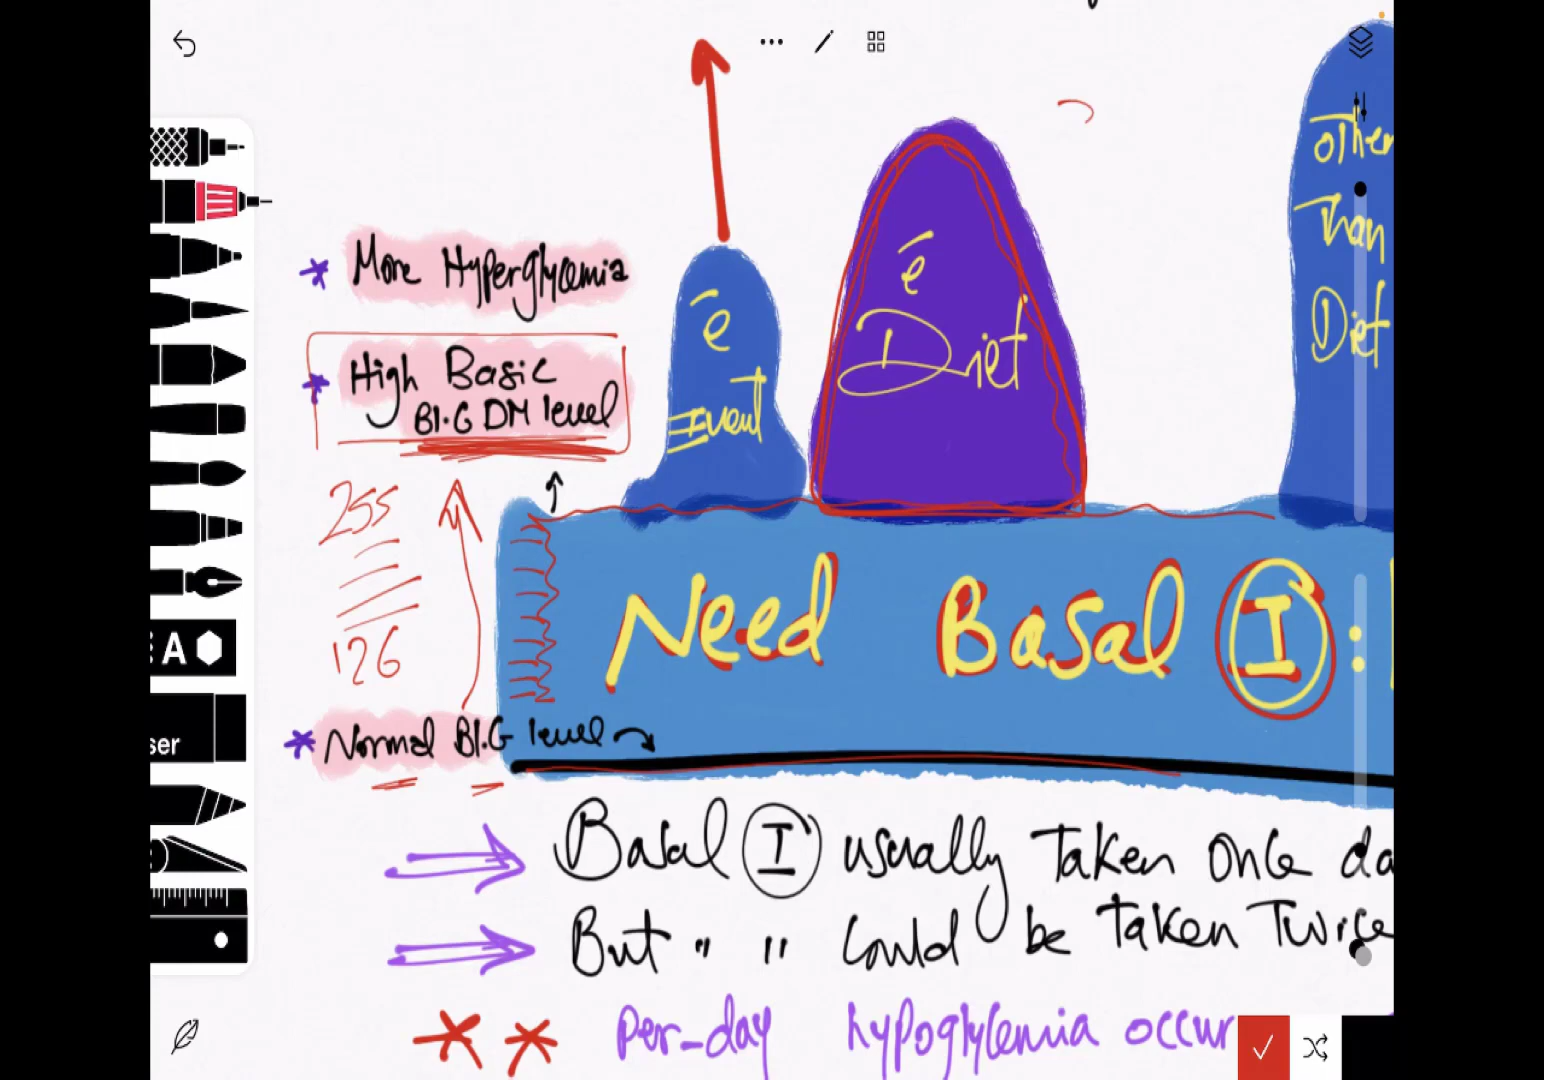 * More Hyperglycemia
* High Basic
Bl.G DM level
255
126
* Normal Bl.G level
ē
Event
ē
Diet
other
Than
Diet
Need Basal I :
Basal I usually Taken once da
But " " Could be Taken Twice
** per-day hypoglycemia occur
A
ser